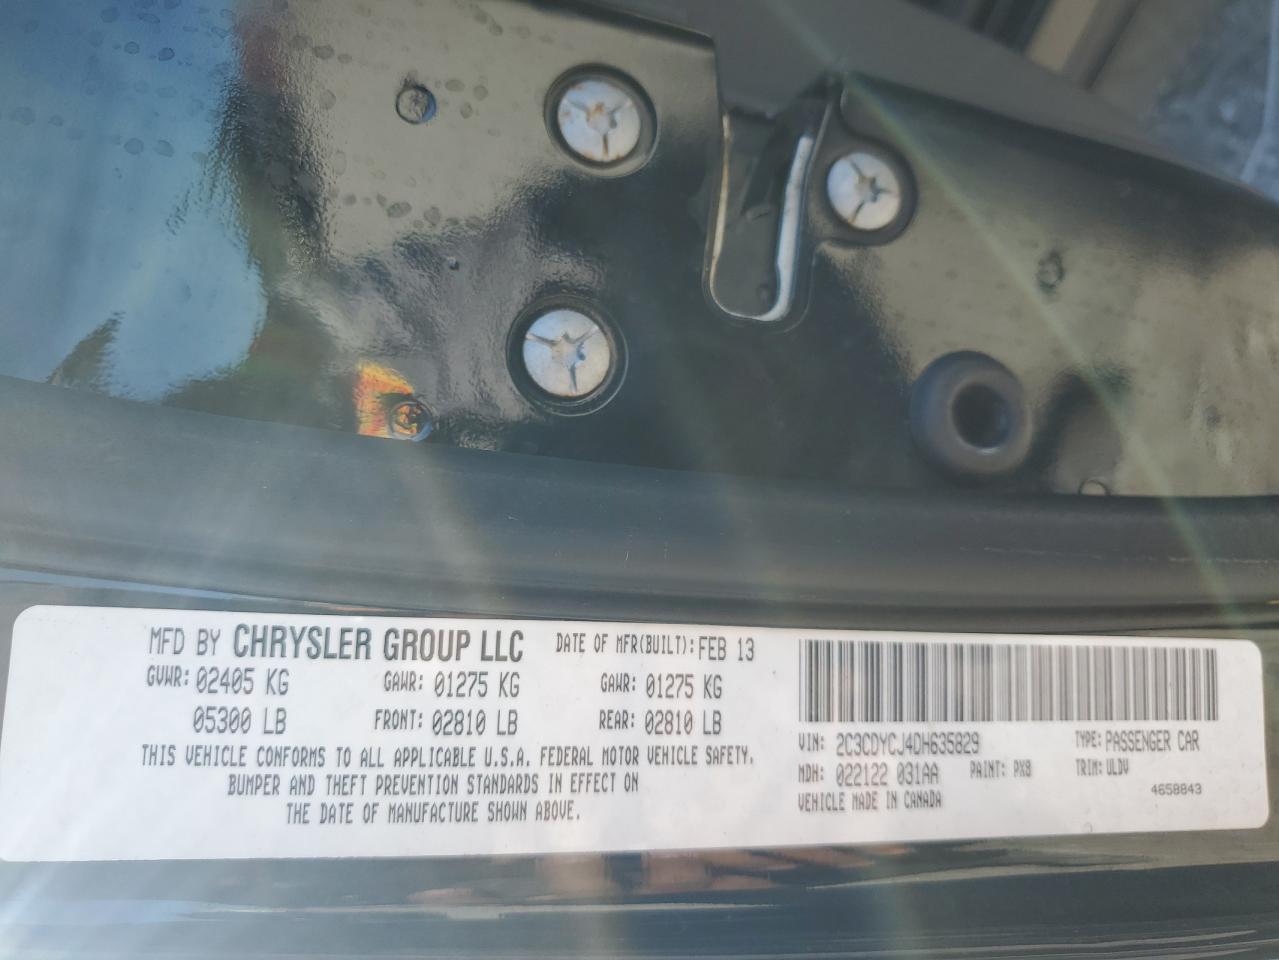 MFD BY CHRYSLER GROUP LLC DATE OF MFR(BUILT): FEB 13
GVWR: 02405 KG GAWR: 01275 KG GAWR: 01275 KG
05300 LB FRONT: 02810 LB REAR: 02810 LB
THIS VEHICLE CONFORMS TO ALL APPLICABLE U.S.A. FEDERAL MOTOR VEHICLE SAFETY,
BUMPER AND THEFT PREVENTION STANDARDS IN EFFECT ON
THE DATE OF MANUFACTURE SHOWN ABOVE.
VIN: 2C3CDYCJ4DH635829 TYPE: PASSENGER CAR
MDH: 022122 031AA PAINT: PX8 TRIM: ULDV
VEHICLE MADE IN CANADA 4658843